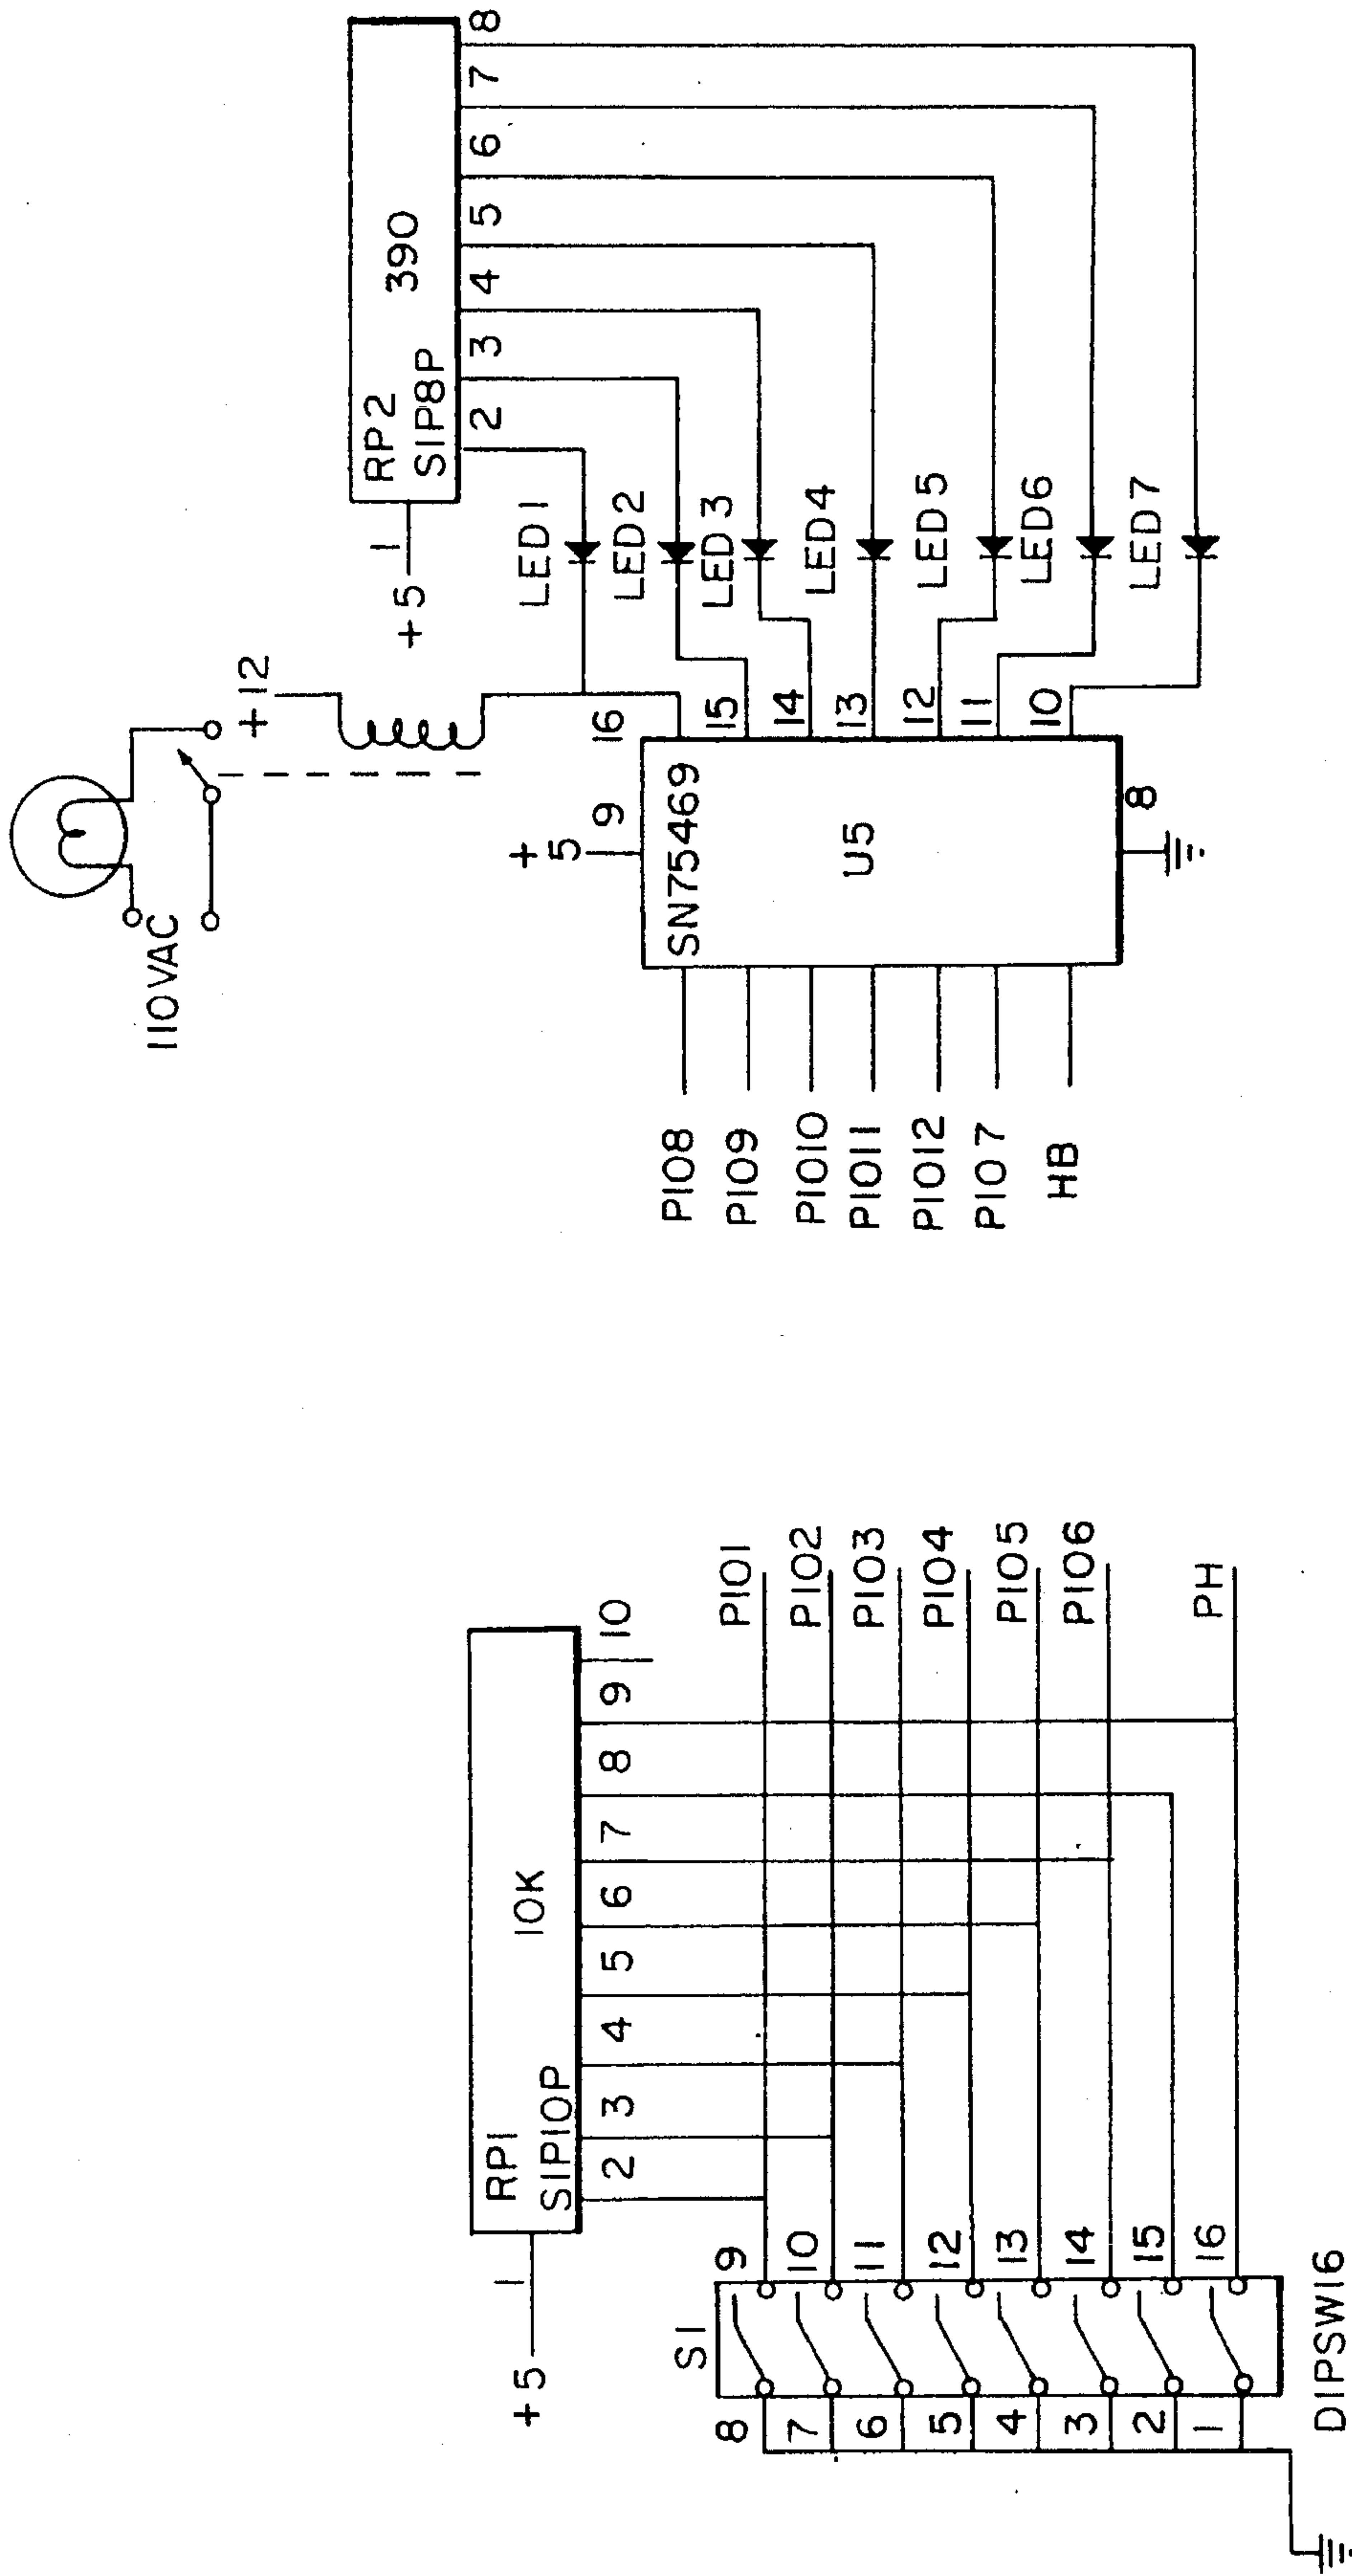 110VAC
+12
+5
1
RP2
390
SIP8P
2
3
4
5
6
7
8
LED1
LED2
LED3
LED4
LED5
LED6
LED7
+
5
9
16
15
14
13
12
11
10
SN75469
U5
8
PIO8
PIO9
PIO10
PIO11
PIO12
PIO7
HB
+5
1
RP1
10K
SIP10P
2
3
4
5
6
7
8
9
10
PIO1
PIO2
PIO3
PIO4
PIO5
PIO6
PH
S1
8
7
6
5
4
3
2
1
9
10
11
12
13
14
15
16
DIPSW16